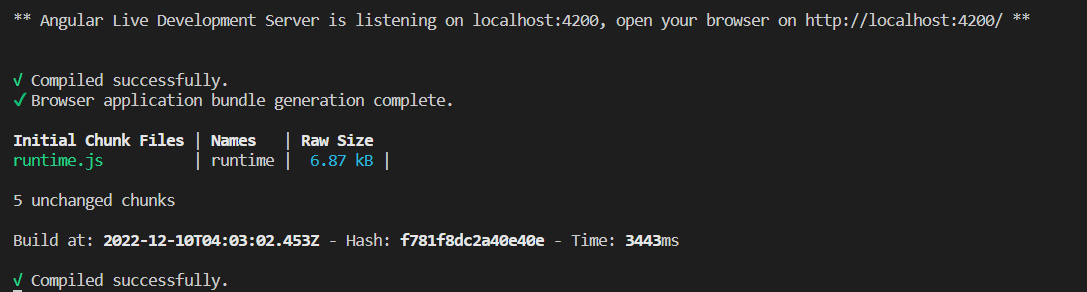 ** Angular Live Development Server is listening on localhost:4200, open your browser on http://localhost:4200/ **
√ Compiled successfully.
✓ Browser application bundle generation complete.
Initial Chunk Files | Names   | Raw Size
runtime.js          | runtime |  6.87 kB |
5 unchanged chunks
Build at: 2022-12-10T04:03:02.453Z - Hash: f781f8dc2a40e40e - Time: 3443ms
√ Compiled successfully.